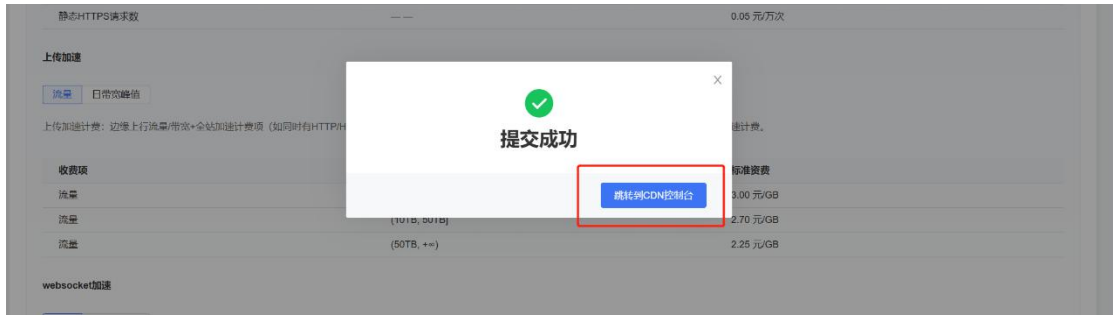 静态HTTPS请求数 —— 0.05 元/万次
上传加速
流量 日带宽峰值
上传加速计费：边缘上行流量/带宽+全站加速计费项（如同时有HTTP/H 速计费。
提交成功
收费项 标准资费
跳转到CDN控制台
流量 3.00 元/GB
流量 (10TB, 50TB] 2.70 元/GB
流量 (50TB, +∞) 2.25 元/GB
websocket加速